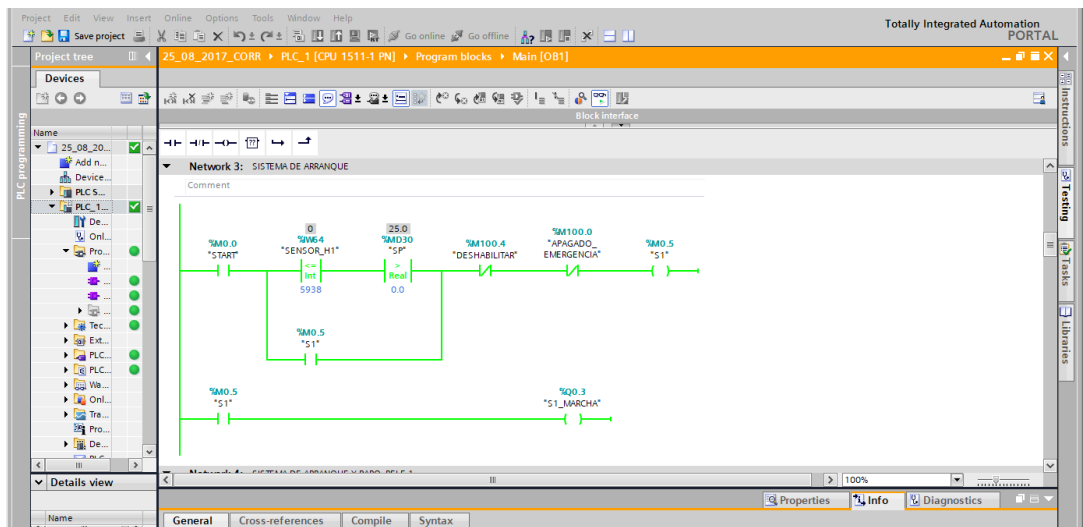 Project Edit View Insert Online Options Tools Window Help
Totally Integrated Automation
PORTAL
Save project
Go online
Go offline
Project tree
25_08_2017_CORR ▸ PLC_1 [CPU 1511-1 PN] ▸ Program blocks ▸ Main [OB1]
Devices
Block interface
Name
25_08_20...
Add n...
Device...
PLC S...
PLC_1...
De...
Onl...
Pro...
...
...
...
...
Tec...
Ext...
PLC...
PLC...
Wa...
Onl...
Tra...
Pro...
De...
Details view
Name
PLC programming
Network 3: SISTEMA DE ARRANQUE
Comment
0
25.0
%M100.0
%M0.0
%IW64
%MD30
%M100.4
"APAGADO_
%M0.5
"START"
"SENSOR_H1"
"SP"
"DESHABILITAR"
EMERGENCIA"
"S1"
<=
>
Int
Real
5938
0.0
%M0.5
"S1"
%M0.5
%Q0.3
"S1"
"S1_MARCHA"
100%
Properties
Info
Diagnostics
General
Cross-references
Compile
Syntax
Instructions
Testing
Tasks
Libraries